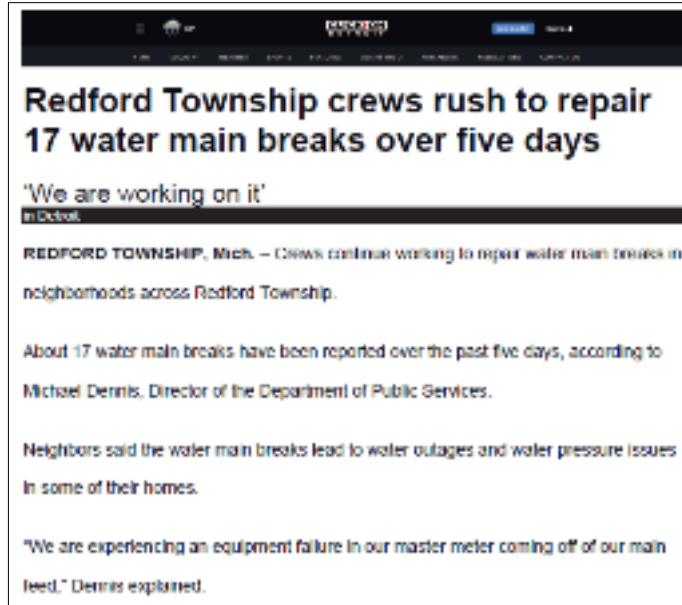 CLICK ON
DETROIT
Redford Township crews rush to repair
17 water main breaks over five days
'We are working on it'
in Detroit
REDFORD TOWNSHIP, Mich. – Crews continue working to repair water main breaks in
neighborhoods across Redford Township.
About 17 water main breaks have been reported over the past five days, according to
Michael Dennis, Director of the Department of Public Services.
Neighbors said the water main breaks lead to water outages and water pressure issues
in some of their homes.
"We are experiencing an equipment failure in our master meter coming off of our main
feed," Dennis explained.